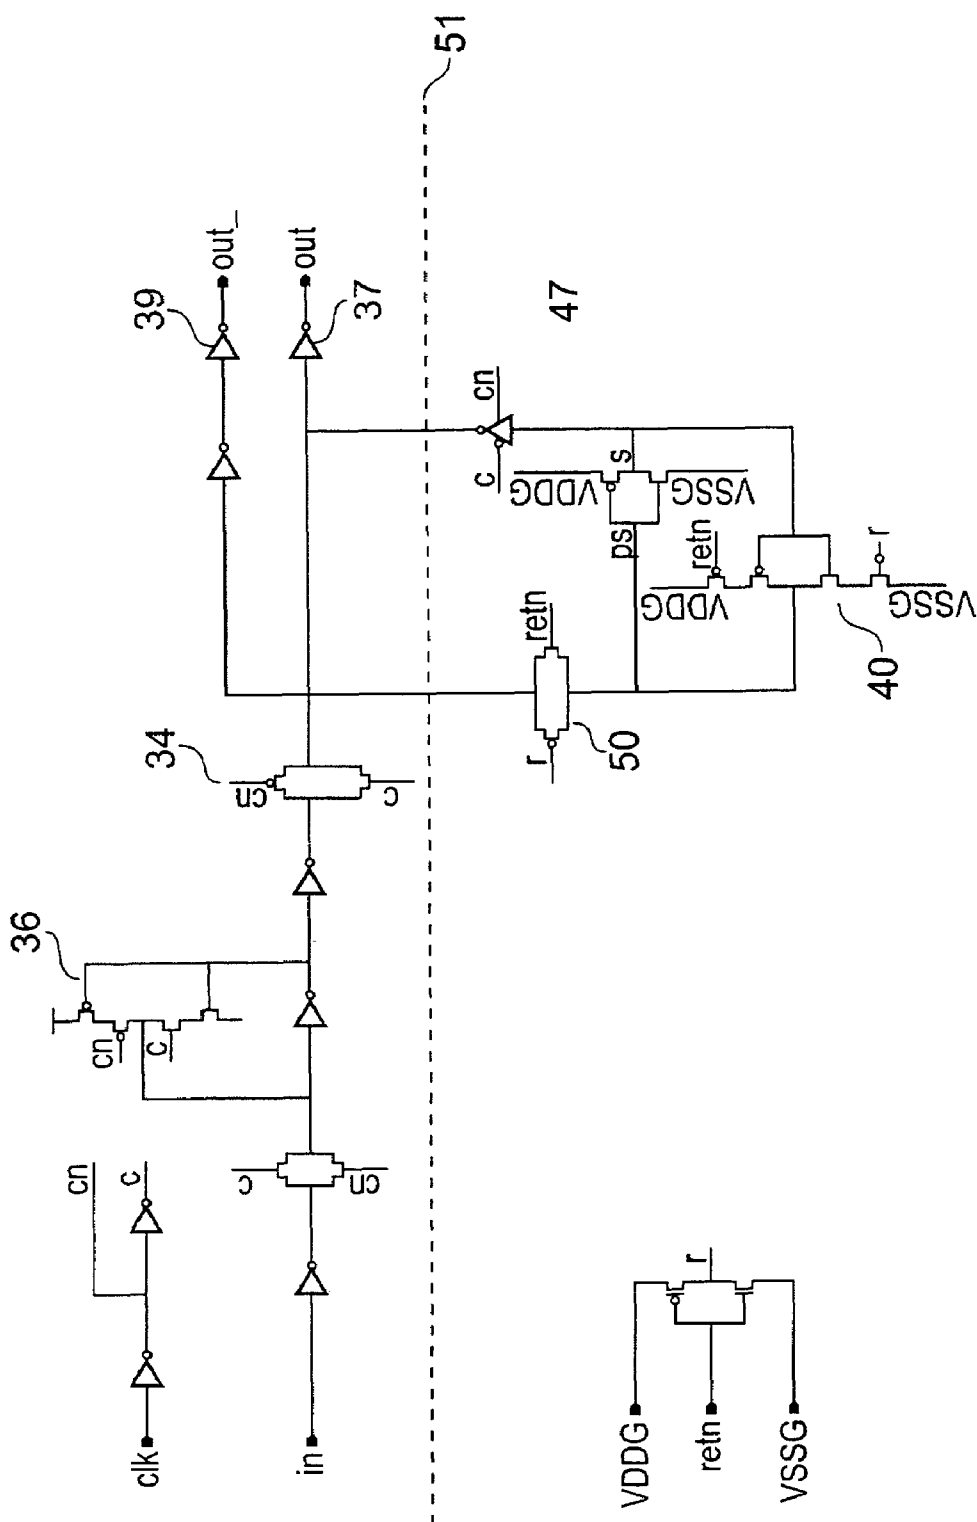 clk
cn
c
in
c
cn
36
cn
c
34
cn
c
39
out_
37
out
51
r
50
retn
c
cn
47
VDDG
s
ps
VSSG
retn
VDDG
r
VSSG
40
VDDG
retn
VSSG
r